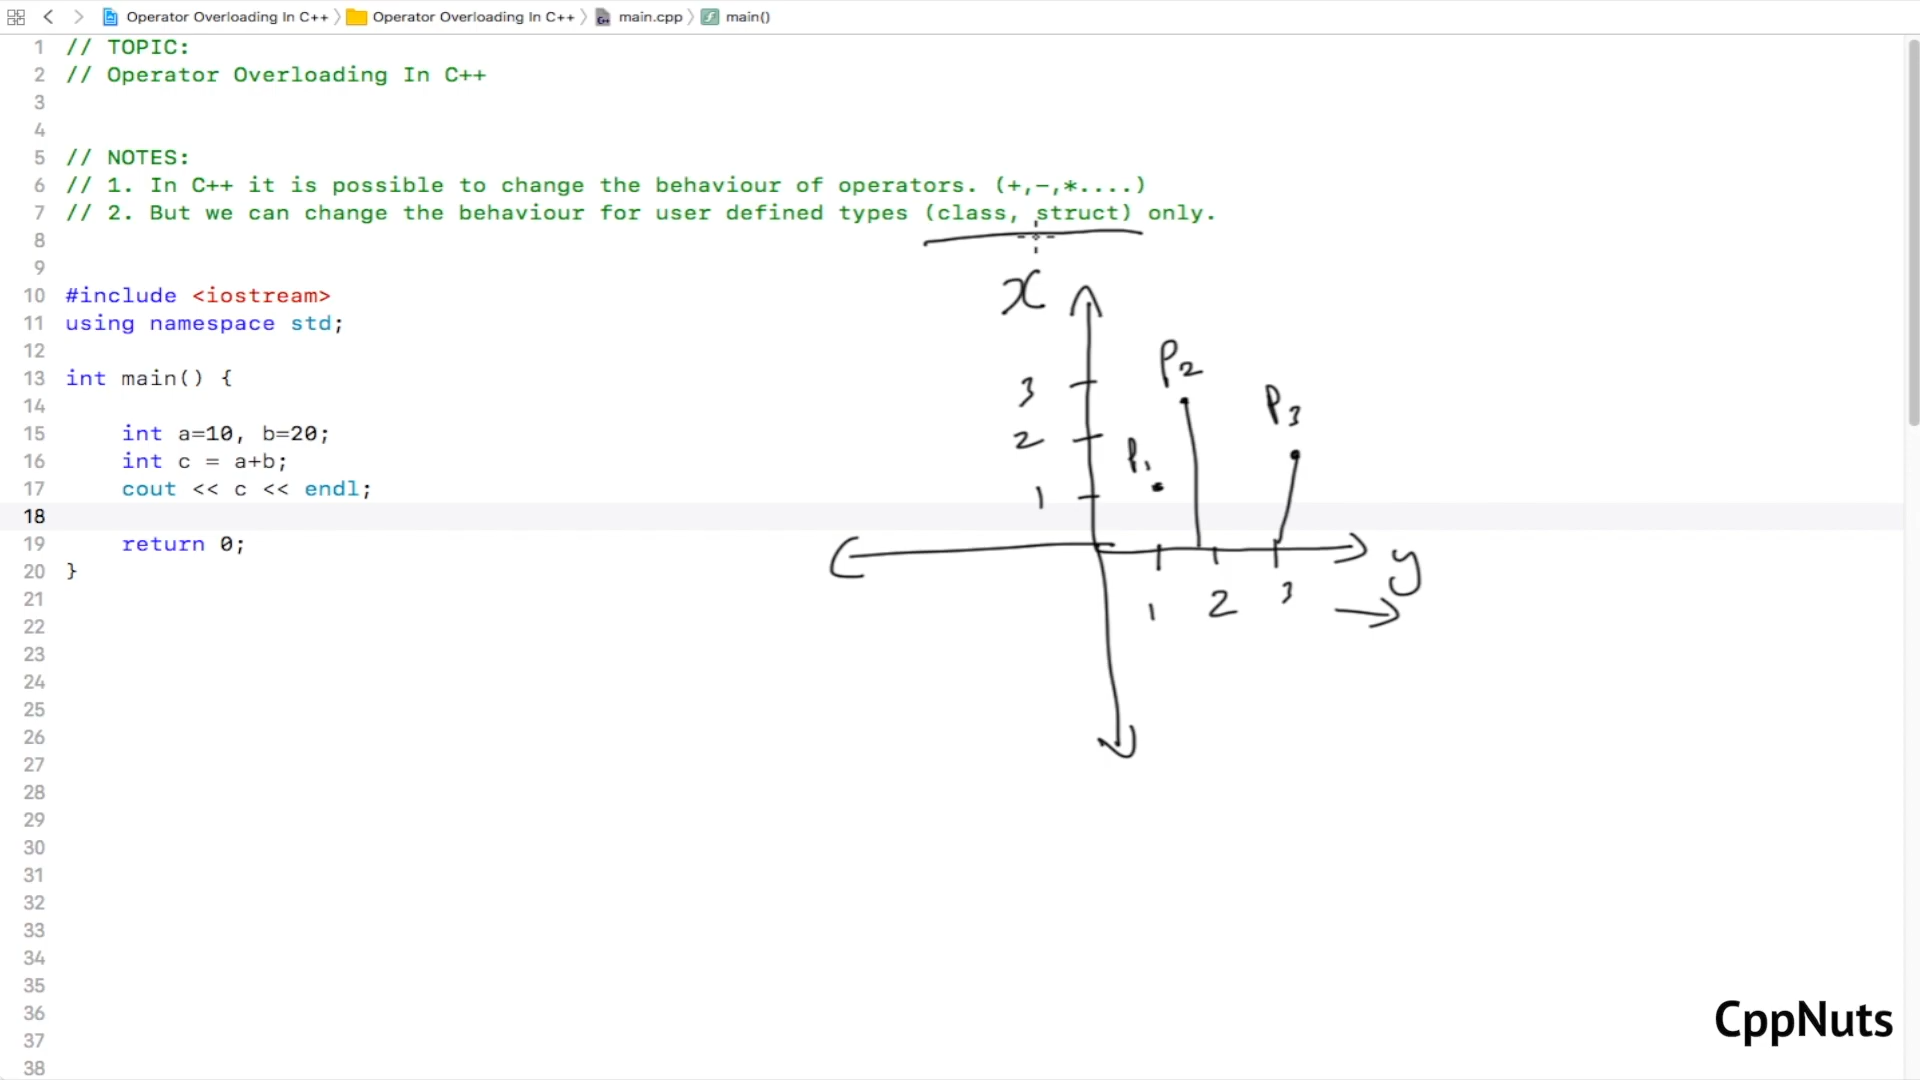 Operator Overloading In C++ Operator Overloading In C++ main.cpp main()
1 // TOPIC:
2 // Operator Overloading In C++
3
4
5 // NOTES:
6 // 1. In C++ it is possible to change the behaviour of operators. (+,-,*....)
7 // 2. But we can change the behaviour for user defined types (class, struct) only.
8
9
10 #include <iostream>
11 using namespace std;
12
13 int main() {
14
15 int a=10, b=20;
16 int c = a+b;
17 cout << c << endl;
18
19 return 0;
20 }
21
22
23
24
25
26
27
28
29
30
31
32
33
34
35
36
37
38
x
P2
3
P3
2
P1
1
y
1 2 3
CppNuts